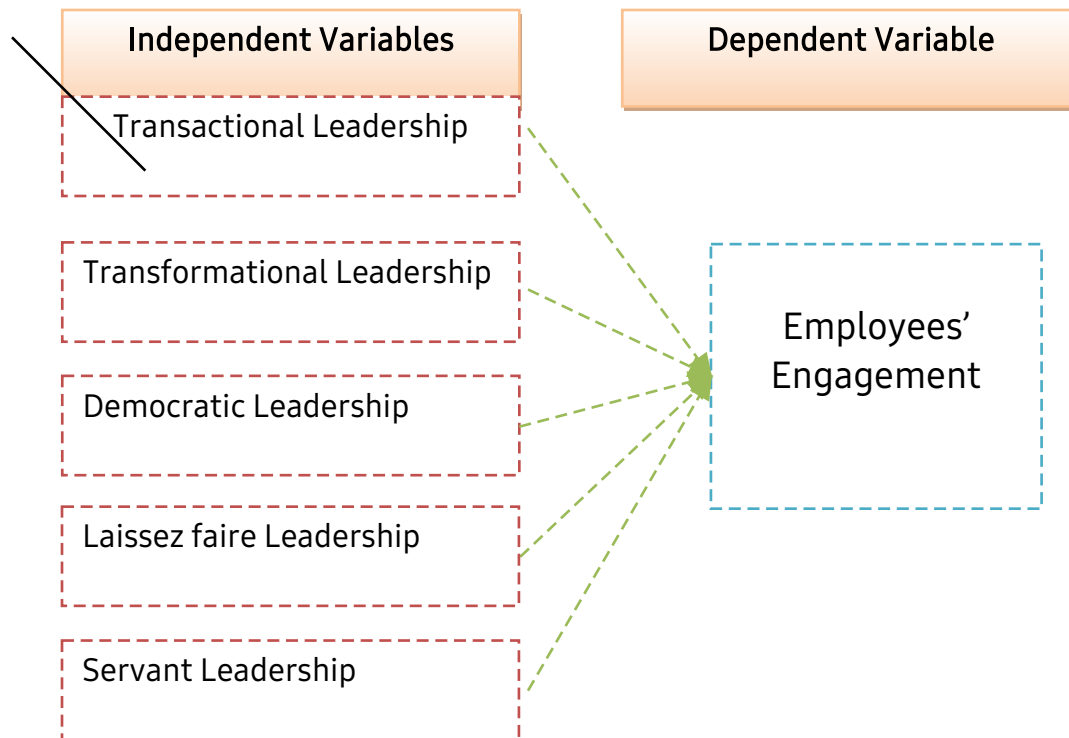 Independent Variables
Dependent Variable
Transactional Leadership
Transformational Leadership
Democratic Leadership
Laissez faire Leadership
Servant Leadership
Employees’
Engagement